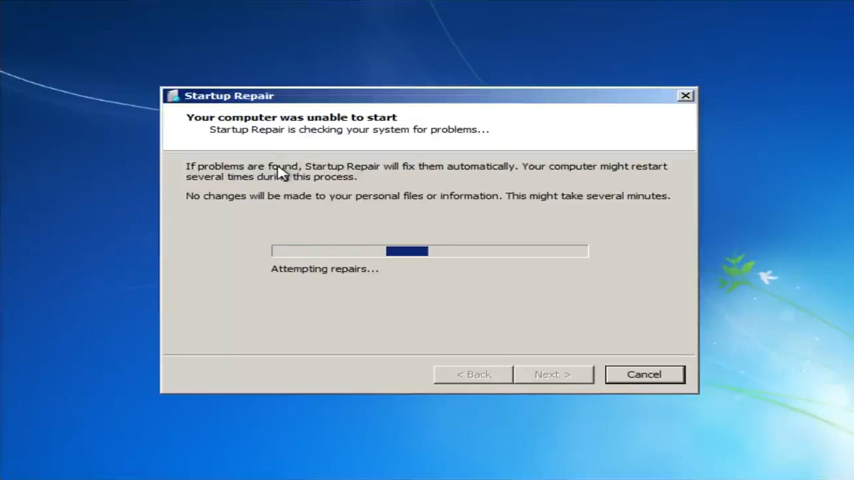 Startup Repair
Your computer was unable to start
Startup Repair is checking your system for problems...
If problems are found, Startup Repair will fix them automatically. Your computer might restart
several times during this process.
No changes will be made to your personal files or information. This might take several minutes.
Attempting repairs...
< Back
Next >
Cancel